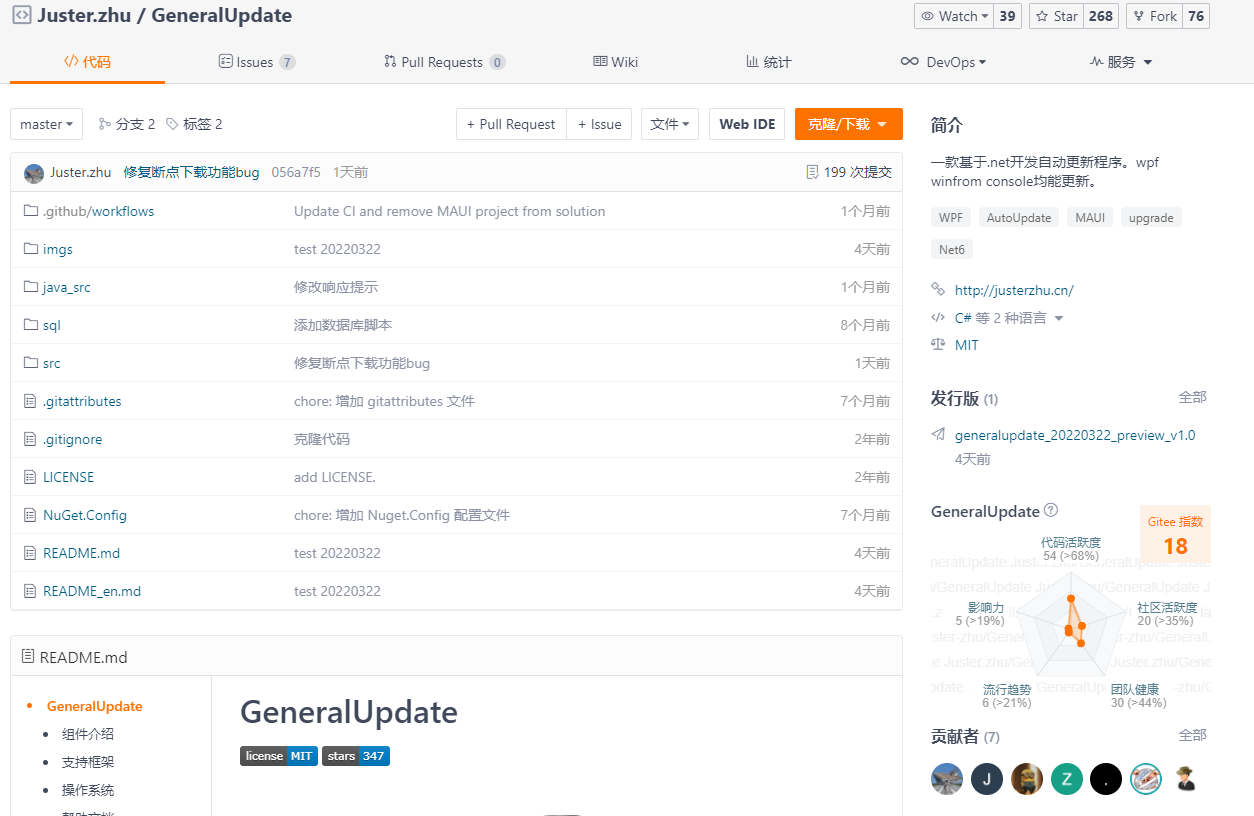 Juster.zhu / GeneralUpdate
Watch 39 Star 268 Fork 76
代码 Issues 7 Pull Requests 0 Wiki 统计 DevOps 服务
master 分支 2 标签 2 + Pull Request + Issue 文件 Web IDE 克隆/下载
Juster.zhu 修复断点下载功能bug 056a7f5 1天前 199 次提交
.github/workflows Update CI and remove MAUI project from solution 1个月前
imgs test 20220322 4天前
java_src 修改响应提示 1个月前
sql 添加数据库脚本 8个月前
src 修复断点下载功能bug 1天前
.gitattributes chore: 增加 gitattributes 文件 7个月前
.gitignore 克隆代码 2年前
LICENSE add LICENSE. 2年前
NuGet.Config chore: 增加 Nuget.Config 配置文件 7个月前
README.md test 20220322 4天前
README_en.md test 20220322 4天前
README.md
GeneralUpdate
组件介绍
支持框架
操作系统
GeneralUpdate
license MIT stars 347
简介
一款基于.net开发自动更新程序。wpf
winfrom console均能更新。
WPF AutoUpdate MAUI upgrade
Net6
http://justerzhu.cn/
C# 等 2 种语言
MIT
发行版 (1) 全部
generalupdate_20220322_preview_v1.0
4天前
GeneralUpdate
Gitee 指数
18
代码活跃度
54 (>68%)
影响力
5 (>19%)
社区活跃度
20 (>35%)
流行趋势
6 (>21%)
团队健康
30 (>44%)
贡献者 (7) 全部
J Z